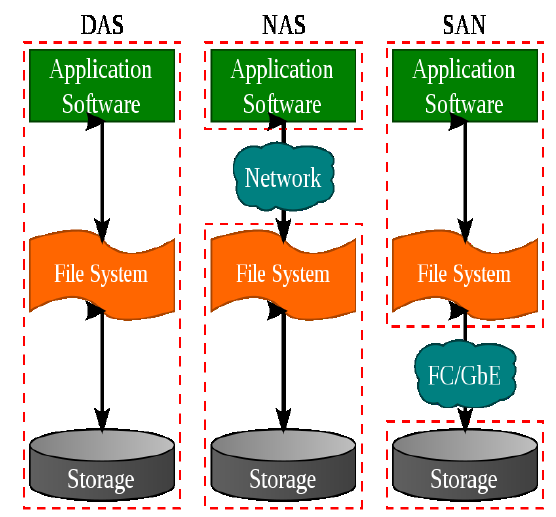 DAS
NAS
SAN
Application
Software
Application
Software
Application
Software
Network
File System
File System
File System
FC/GbE
Storage
Storage
Storage